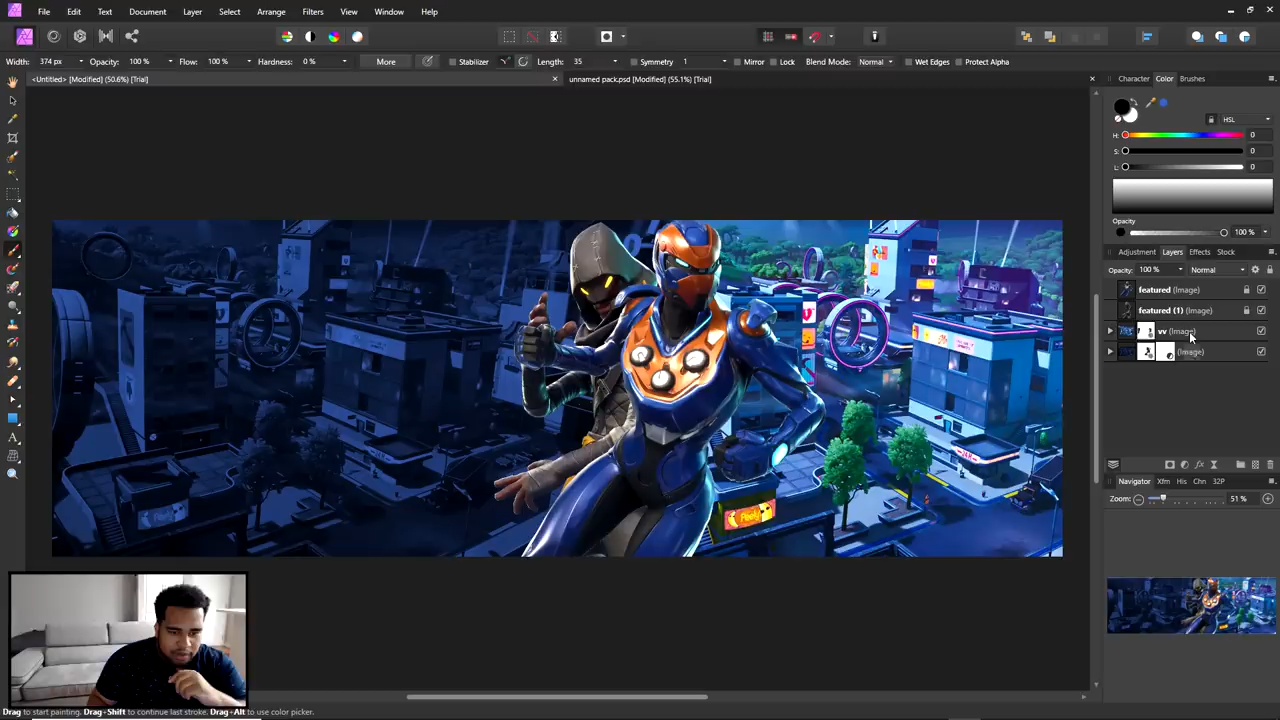 File Edit Text Document Layer Select Arrange Filters View Window Help
Width: 374 px Opacity: 100 % Flow: 100 % Hardness: 0 % More Stabilizer Length: 35 Symmetry 1 Mirror Lock Blend Mode: Normal Wet Edges Protect Alpha
<Untitled> [Modified] (50.6%) [Trial] unnamed pack.psd [Modified] (55.1%) [Trial]
Character Color Brushes
HSL
H: 0
S: 0
L: 0
Opacity
100 %
Adjustment Layers Effects Stock
Opacity: 100 % Normal
featured (Image)
featured (1) (Image)
vv (Image)
(Image)
Navigator Xfm His Chn 32P
Zoom: 51 %
Peely
Drag to start painting. Drag+Shift to continue last stroke. Drag+Alt to use color picker.